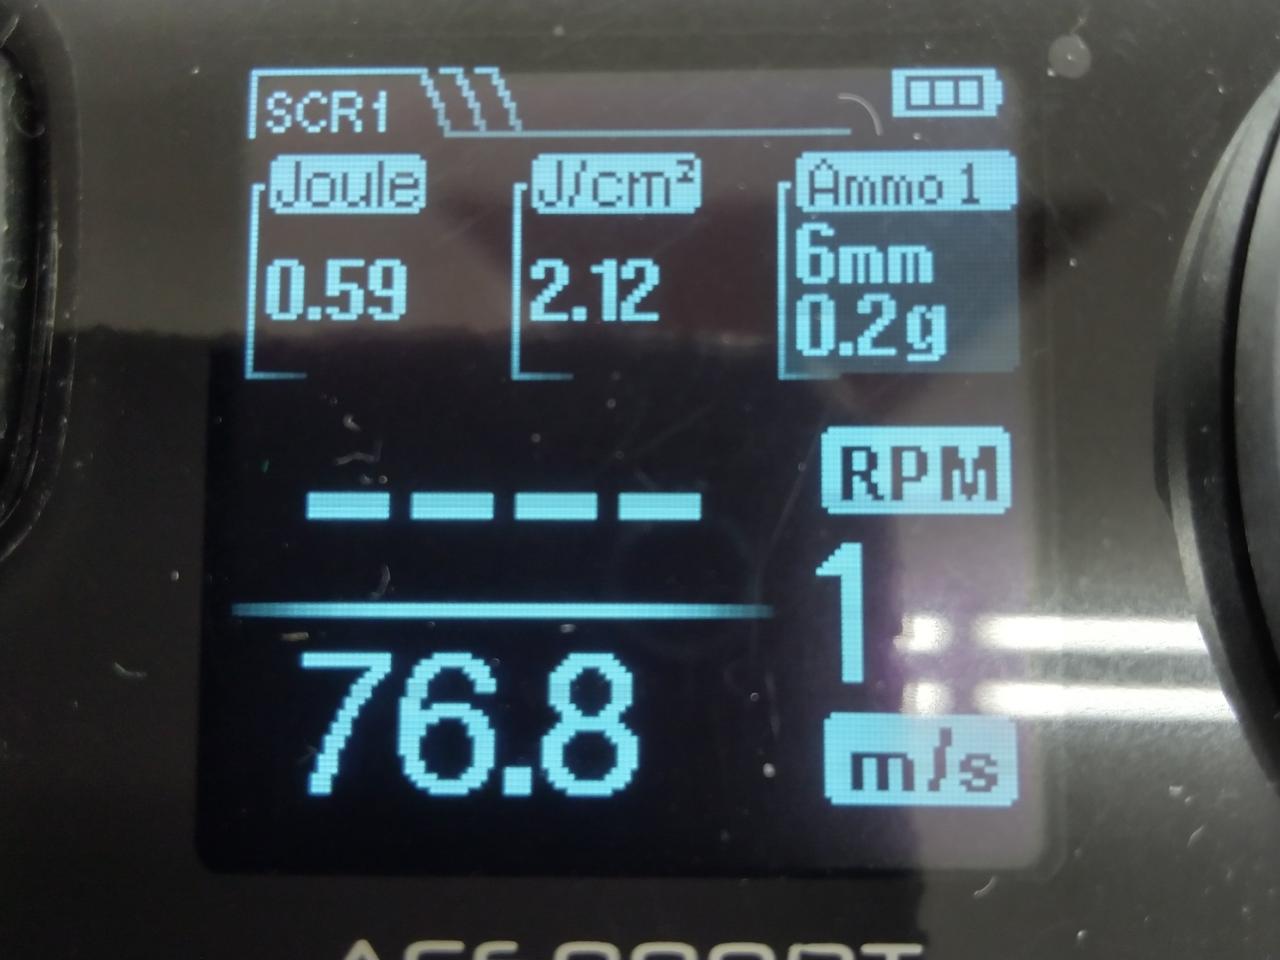 SCR1
Joule
0.59
J/cm²
2.12
Ammo 1
6mm
0.2g
RPM
----
1
76.8
m/s